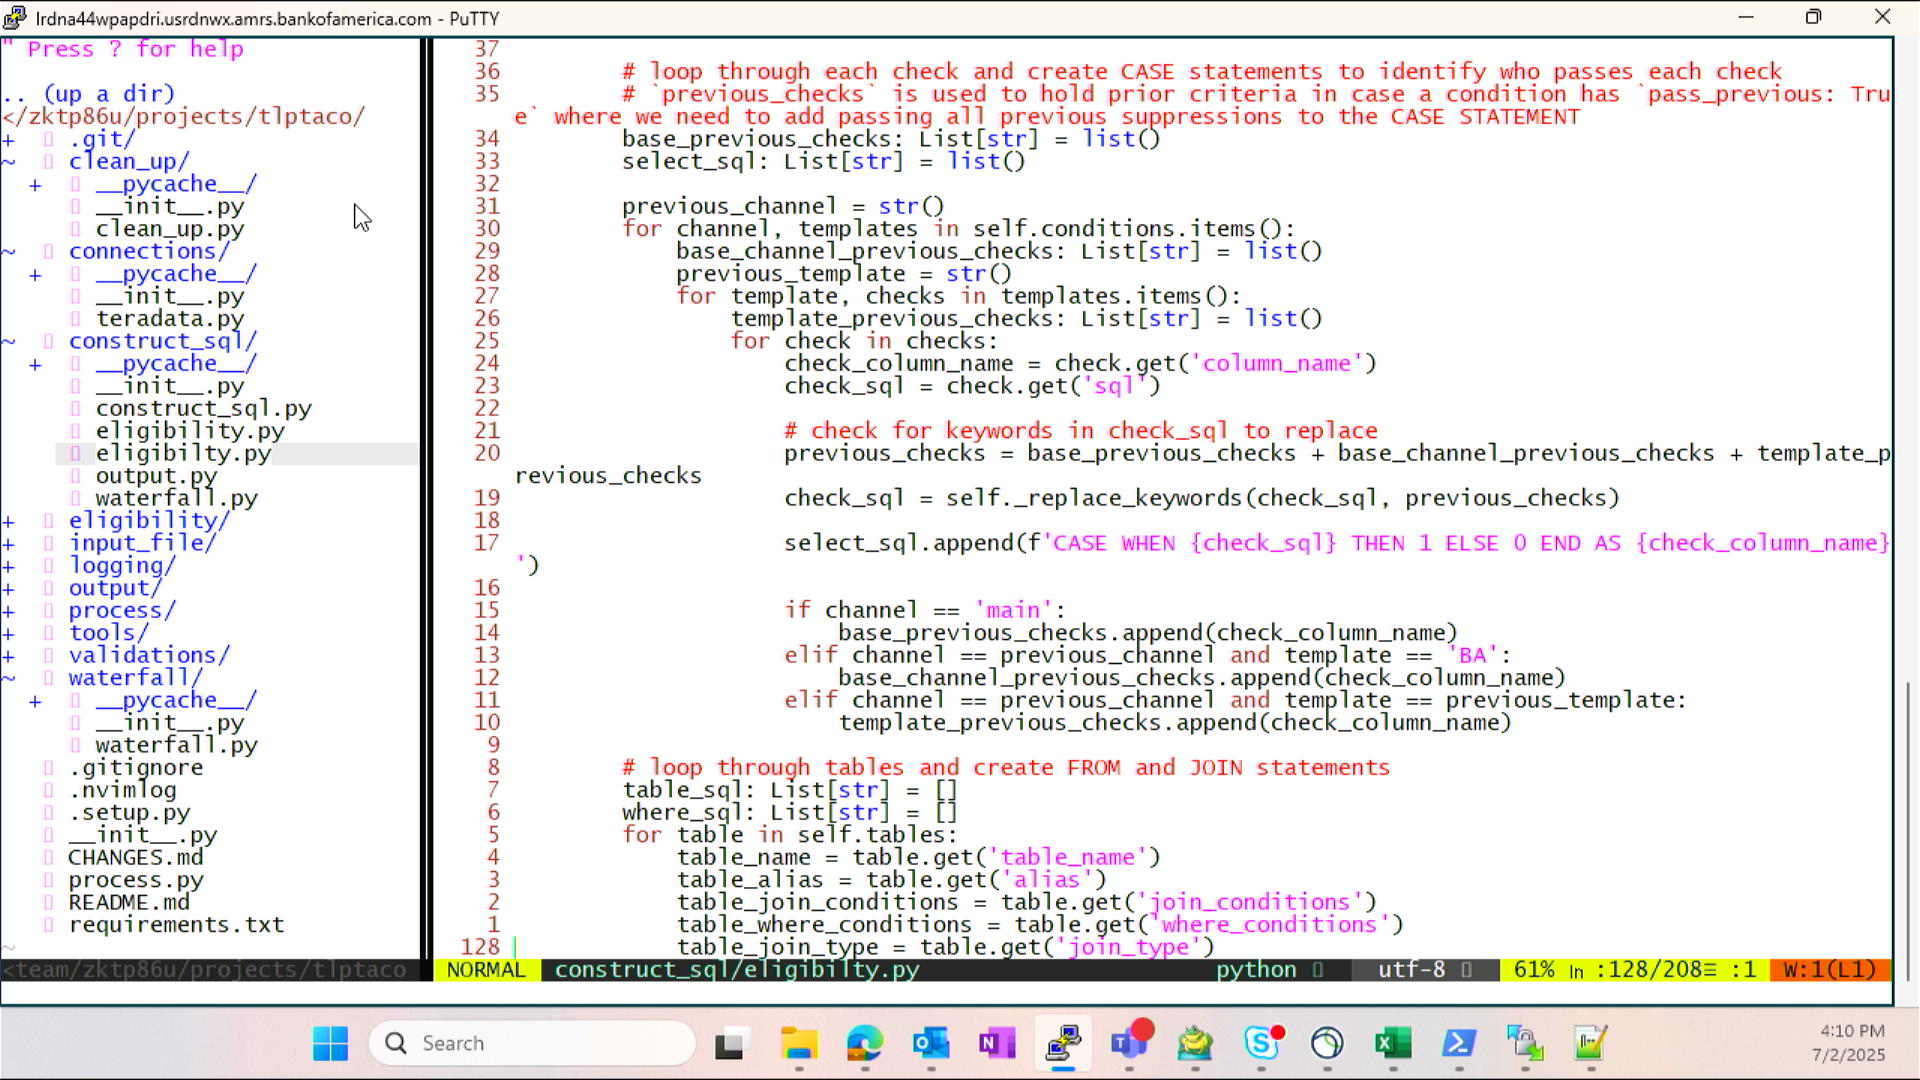 lrdna44wpapdri.usrdnwx.amrs.bankofamerica.com - PuTTY
" Press ? for help
.. (up a dir)
</zktp86u/projects/tlptaco/
+ .git/
~ clean_up/
+ __pycache__/
__init__.py
clean_up.py
~ connections/
+ __pycache__/
__init__.py
teradata.py
~ construct_sql/
+ __pycache__/
__init__.py
construct_sql.py
eligibility.py
eligibilty.py
output.py
waterfall.py
+ eligibility/
+ input_file/
+ logging/
+ output/
+ process/
+ tools/
+ validations/
~ waterfall/
+ __pycache__/
__init__.py
waterfall.py
.gitignore
.nvimlog
.setup.py
__init__.py
CHANGES.md
process.py
README.md
requirements.txt
~
<team/zktp86u/projects/tlptaco
37
36 # loop through each check and create CASE statements to identify who passes each check
35 # `previous_checks` is used to hold prior criteria in case a condition has `pass_previous: Tru
e` where we need to add passing all previous suppressions to the CASE STATEMENT
34 base_previous_checks: List[str] = list()
33 select_sql: List[str] = list()
32
31 previous_channel = str()
30 for channel, templates in self.conditions.items():
29 base_channel_previous_checks: List[str] = list()
28 previous_template = str()
27 for template, checks in templates.items():
26 template_previous_checks: List[str] = list()
25 for check in checks:
24 check_column_name = check.get('column_name')
23 check_sql = check.get('sql')
22
21 # check for keywords in check_sql to replace
20 previous_checks = base_previous_checks + base_channel_previous_checks + template_p
revious_checks
19 check_sql = self._replace_keywords(check_sql, previous_checks)
18
17 select_sql.append(f'CASE WHEN {check_sql} THEN 1 ELSE 0 END AS {check_column_name}
')
16
15 if channel == 'main':
14 base_previous_checks.append(check_column_name)
13 elif channel == previous_channel and template == 'BA':
12 base_channel_previous_checks.append(check_column_name)
11 elif channel == previous_channel and template == previous_template:
10 template_previous_checks.append(check_column_name)
9
8 # loop through tables and create FROM and JOIN statements
7 table_sql: List[str] = []
6 where_sql: List[str] = []
5 for table in self.tables:
4 table_name = table.get('table_name')
3 table_alias = table.get('alias')
2 table_join_conditions = table.get('join_conditions')
1 table_where_conditions = table.get('where_conditions')
128 table_join_type = table.get('join_type')
NORMAL construct_sql/eligibilty.py python utf-8 61% ln :128/208≡ :1 W:1(L1)
Search
4:10 PM
7/2/2025